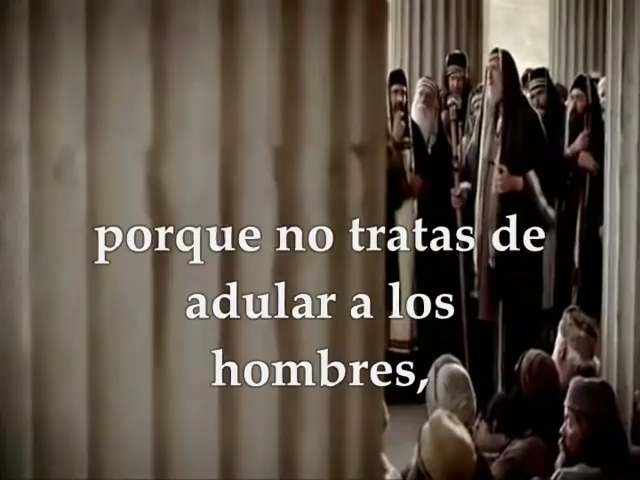 porque no tratas de
adular a los
hombres,